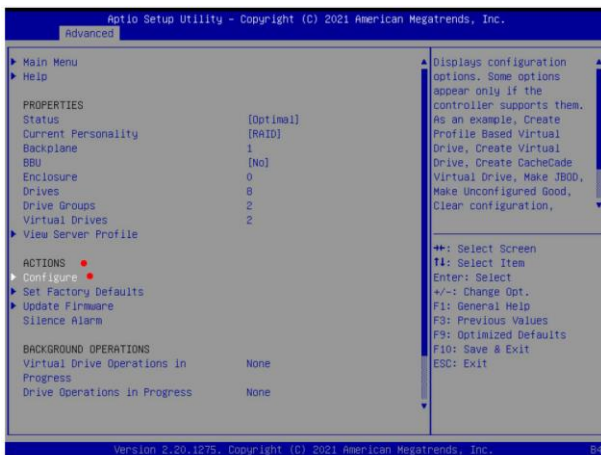 Aptio Setup Utility - Copyright (C) 2021 American Megatrends, Inc.
Advanced
Main Menu
Help
PROPERTIES
Status [Optimal]
Current Personality [RAID]
Backplane 1
BBU [No]
Enclosure 0
Drives 8
Drive Groups 2
Virtual Drives 2
View Server Profile
ACTIONS
Configure
Set Factory Defaults
Update Firmware
Silence Alarm
BACKGROUND OPERATIONS
Virtual Drive Operations in None
Progress
Drive Operations in Progress None
Displays configuration
options. Some options
appear only if the
controller supports them.
As an example, Create
Profile Based Virtual
Drive, Create Virtual
Drive, Create CacheCade
Virtual Drive, Make JBOD,
Make Unconfigured Good,
Clear configuration,
↔: Select Screen
↑↓: Select Item
Enter: Select
+/-: Change Opt.
F1: General Help
F3: Previous Values
F9: Optimized Defaults
F10: Save & Exit
ESC: Exit
Version 2.20.1275. Copyright (C) 2021 American Megatrends, Inc.
B4